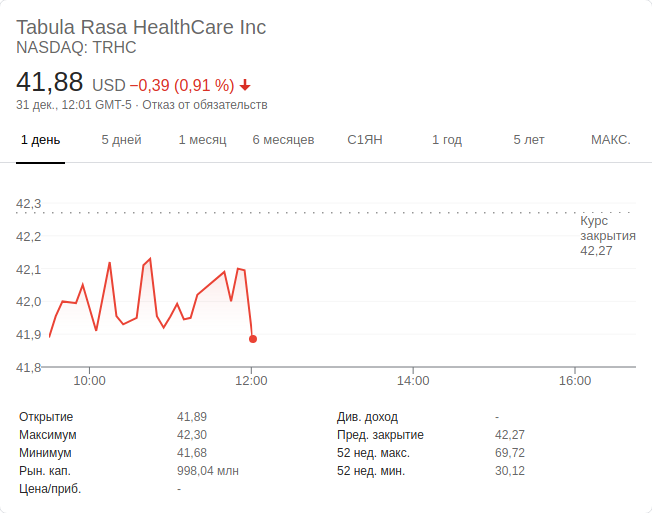 Tabula Rasa HealthCare Inc
NASDAQ: TRHC
41,88 USD −0,39 (0,91 %)
31 дек., 12:01 GMT-5 · Отказ от обязательств
1 день 5 дней 1 месяц 6 месяцев С1ЯН 1 год 5 лет МАКС.
42,3
42,2
42,1
42,0
41,9
41,8
Курс
закрытия
42,27
10:00 12:00 14:00 16:00
Открытие 41,89
Максимум 42,30
Минимум 41,68
Рын. кап. 998,04 млн
Цена/приб. -
Див. доход -
Пред. закрытие 42,27
52 нед. макс. 69,72
52 нед. мин. 30,12